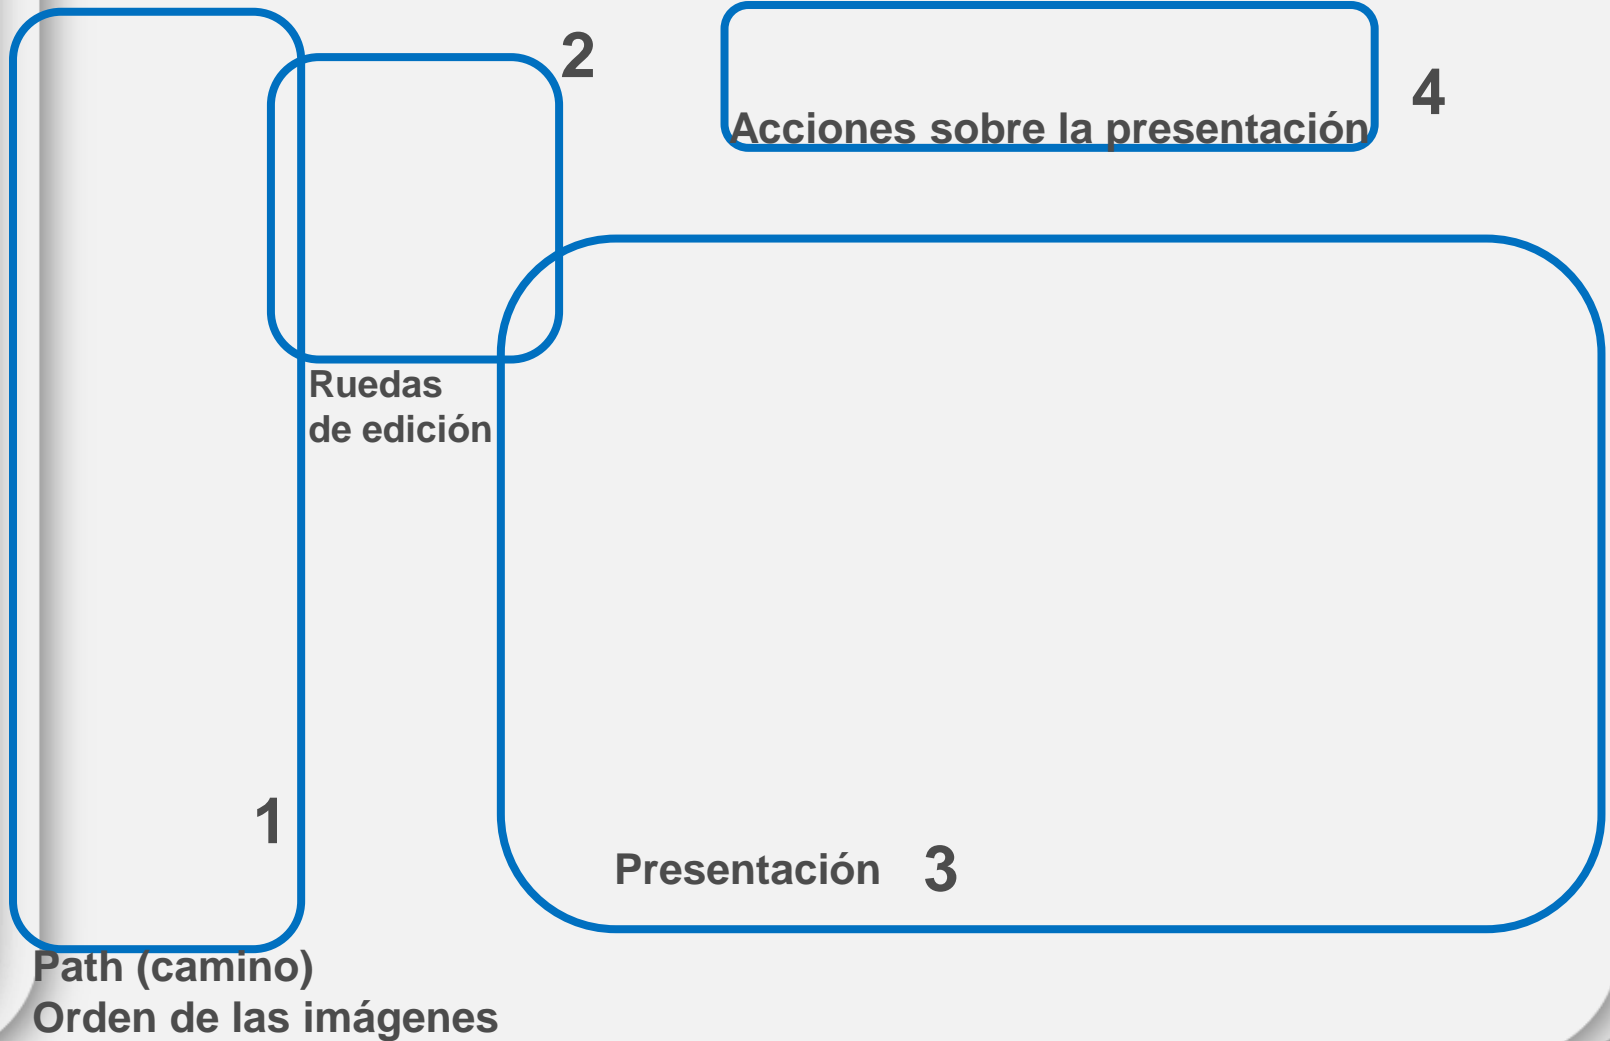 2
4
Acciones sobre la presentación
Ruedas
de edición
1
Presentación 3
Path (camino)
Orden de las imágenes